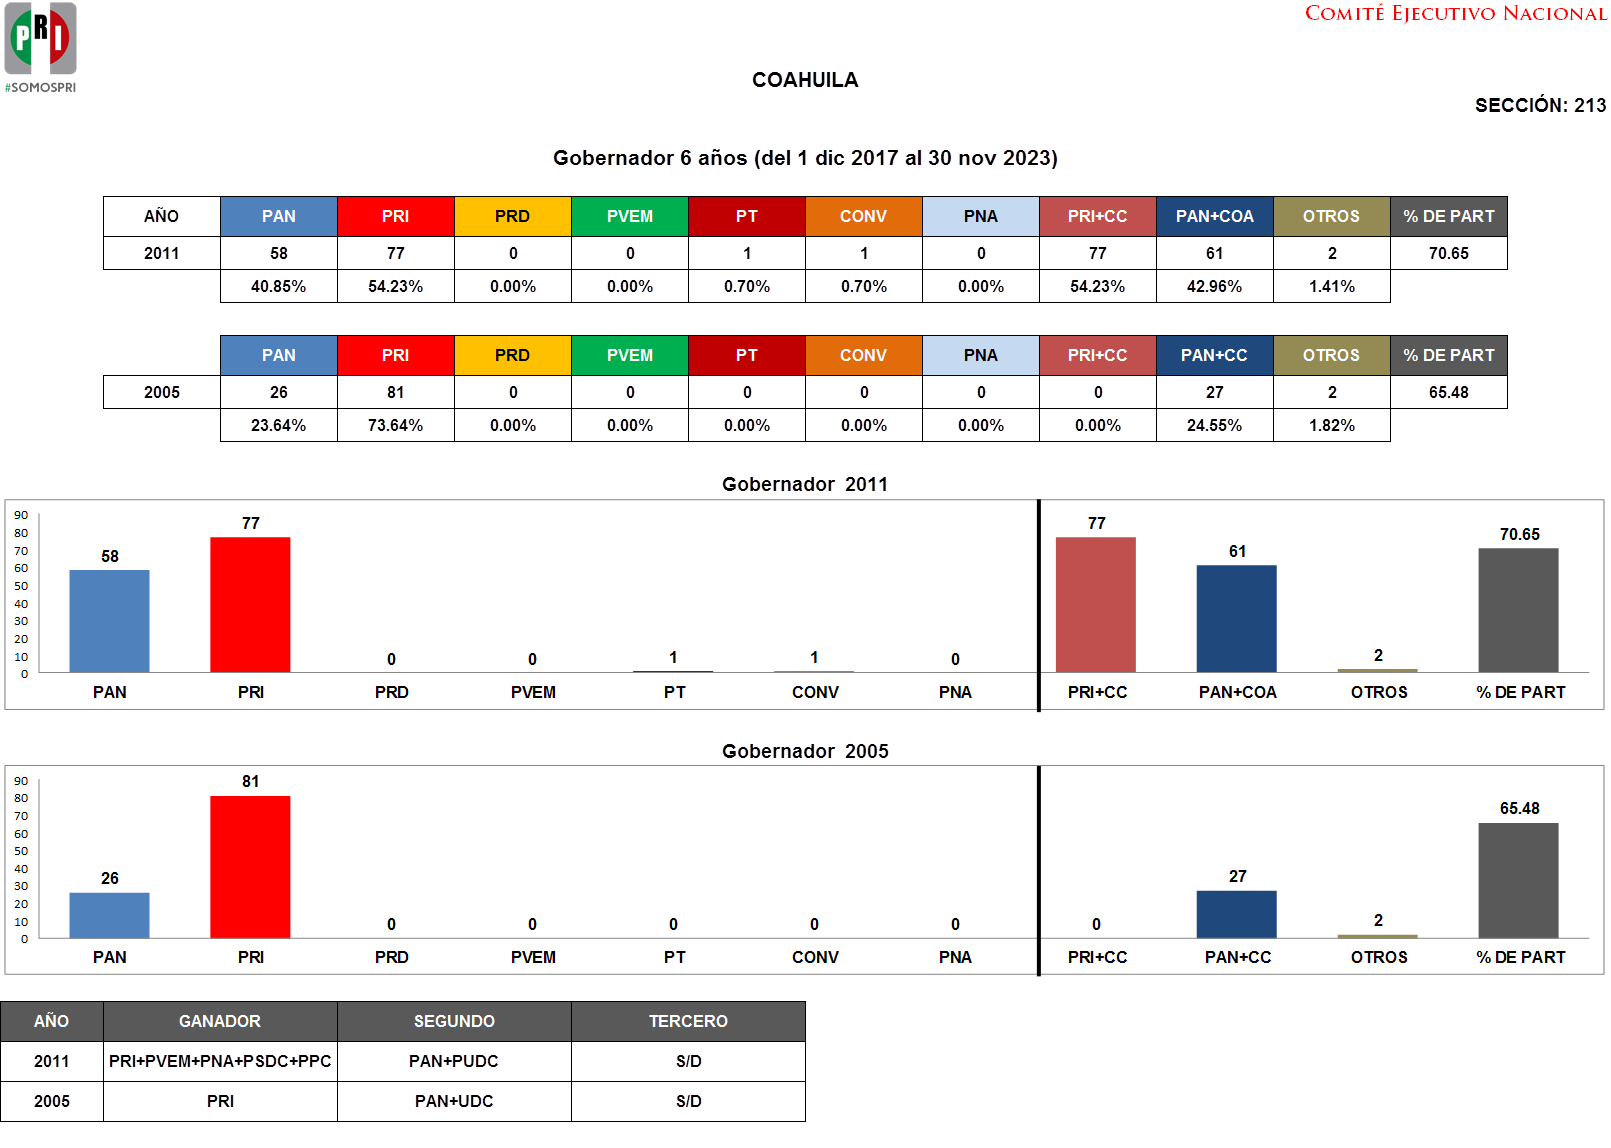 PRI
#SOMOSPRI
COMITÉ EJECUTIVO NACIONAL
COAHUILA
SECCIÓN: 213
Gobernador 6 años (del 1 dic 2017 al 30 nov 2023)
AÑO PAN PRI PRD PVEM PT CONV PNA PRI+CC PAN+COA OTROS % DE PART
2011 58 77 0 0 1 1 0 77 61 2 70.65
40.85% 54.23% 0.00% 0.00% 0.70% 0.70% 0.00% 54.23% 42.96% 1.41%
PAN PRI PRD PVEM PT CONV PNA PRI+CC PAN+CC OTROS % DE PART
2005 26 81 0 0 0 0 0 0 27 2 65.48
23.64% 73.64% 0.00% 0.00% 0.00% 0.00% 0.00% 0.00% 24.55% 1.82%
Gobernador 2011
90
80
70
60
50
40
30
20
10
0
58 77 0 0 1 1 0 77 61 2 70.65
PAN PRI PRD PVEM PT CONV PNA PRI+CC PAN+COA OTROS % DE PART
Gobernador 2005
90
80
70
60
50
40
30
20
10
0
26 81 0 0 0 0 0 0 27 2 65.48
PAN PRI PRD PVEM PT CONV PNA PRI+CC PAN+CC OTROS % DE PART
AÑO GANADOR SEGUNDO TERCERO
2011 PRI+PVEM+PNA+PSDC+PPC PAN+PUDC S/D
2005 PRI PAN+UDC S/D